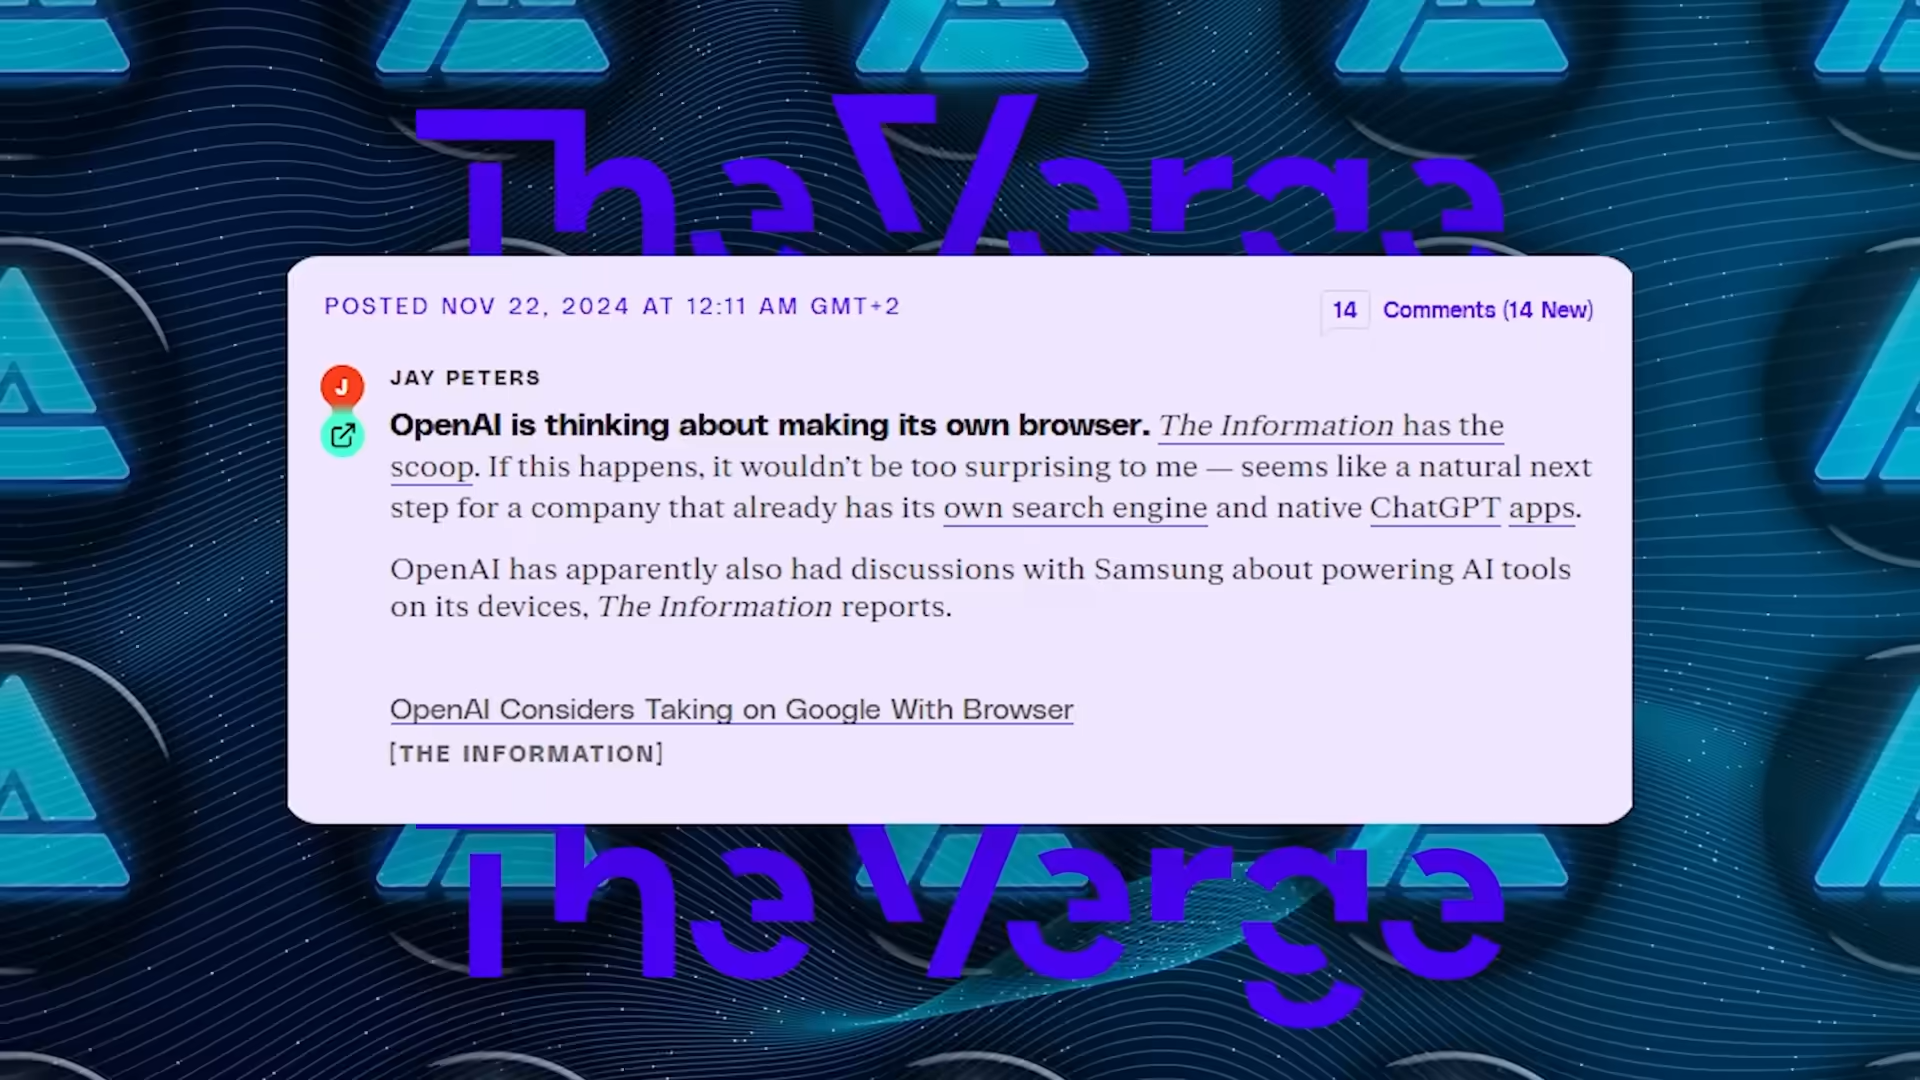 The Verge
POSTED NOV 22, 2024 AT 12:11 AM GMT+2
14 Comments (14 New)
J
JAY PETERS
OpenAI is thinking about making its own browser. The Information has the
scoop. If this happens, it wouldn't be too surprising to me — seems like a natural next
step for a company that already has its own search engine and native ChatGPT apps.
OpenAI has apparently also had discussions with Samsung about powering AI tools
on its devices, The Information reports.
OpenAI Considers Taking on Google With Browser
[THE INFORMATION]
The Verge